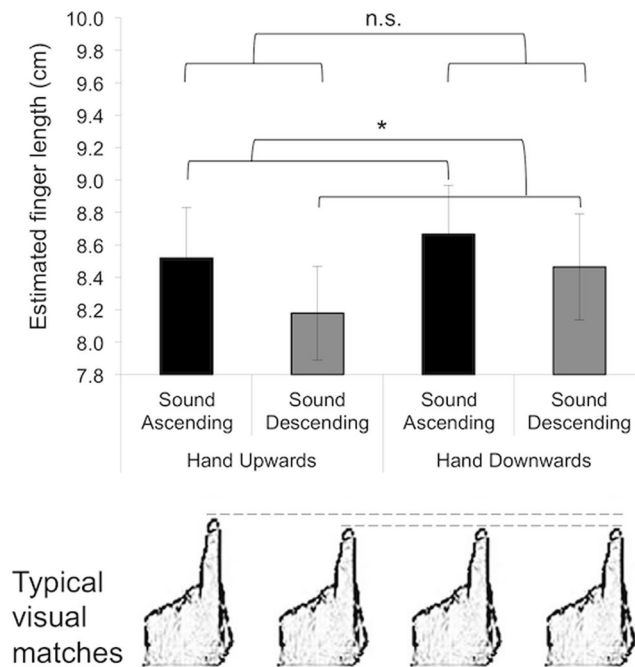 Estimated finger length (cm)
10.0
9.8
9.6
9.4
9.2
9.0
8.8
8.6
8.4
8.2
8.0
7.8
n.s.
*
Sound Ascending
Sound Descending
Sound Ascending
Sound Descending
Hand Upwards
Hand Downwards
Typical
visual
matches